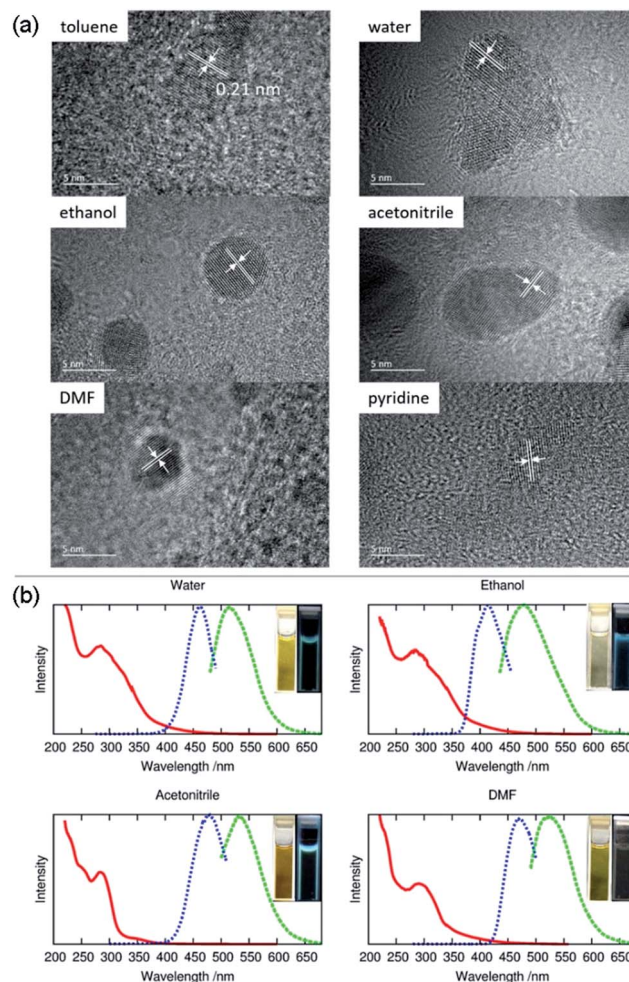 (a)
toluene
0.21 nm
5 nm
water
5 nm
ethanol
5 nm
acetonitrile
5 nm
DMF
5 nm
pyridine
5 nm
(b)
Water
Intensity
200 250 300 350 400 450 500 550 600 650
Wavelength /nm
Ethanol
Intensity
200 250 300 350 400 450 500 550 600 650
Wavelength /nm
Acetonitrile
Intensity
200 250 300 350 400 450 500 550 600 650
Wavelength /nm
DMF
Intensity
200 250 300 350 400 450 500 550 600 650
Wavelength /nm